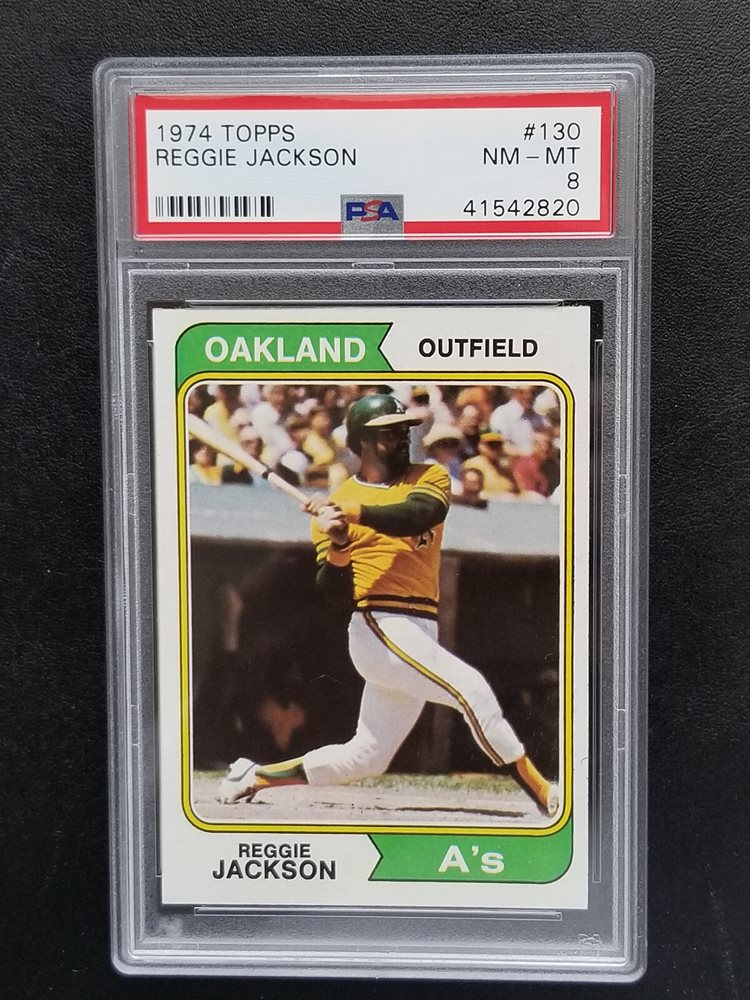 1974 TOPPS #130
REGGIE JACKSON NM - MT
8
PSA 41542820
OAKLAND OUTFIELD
A
REGGIE
JACKSON A's